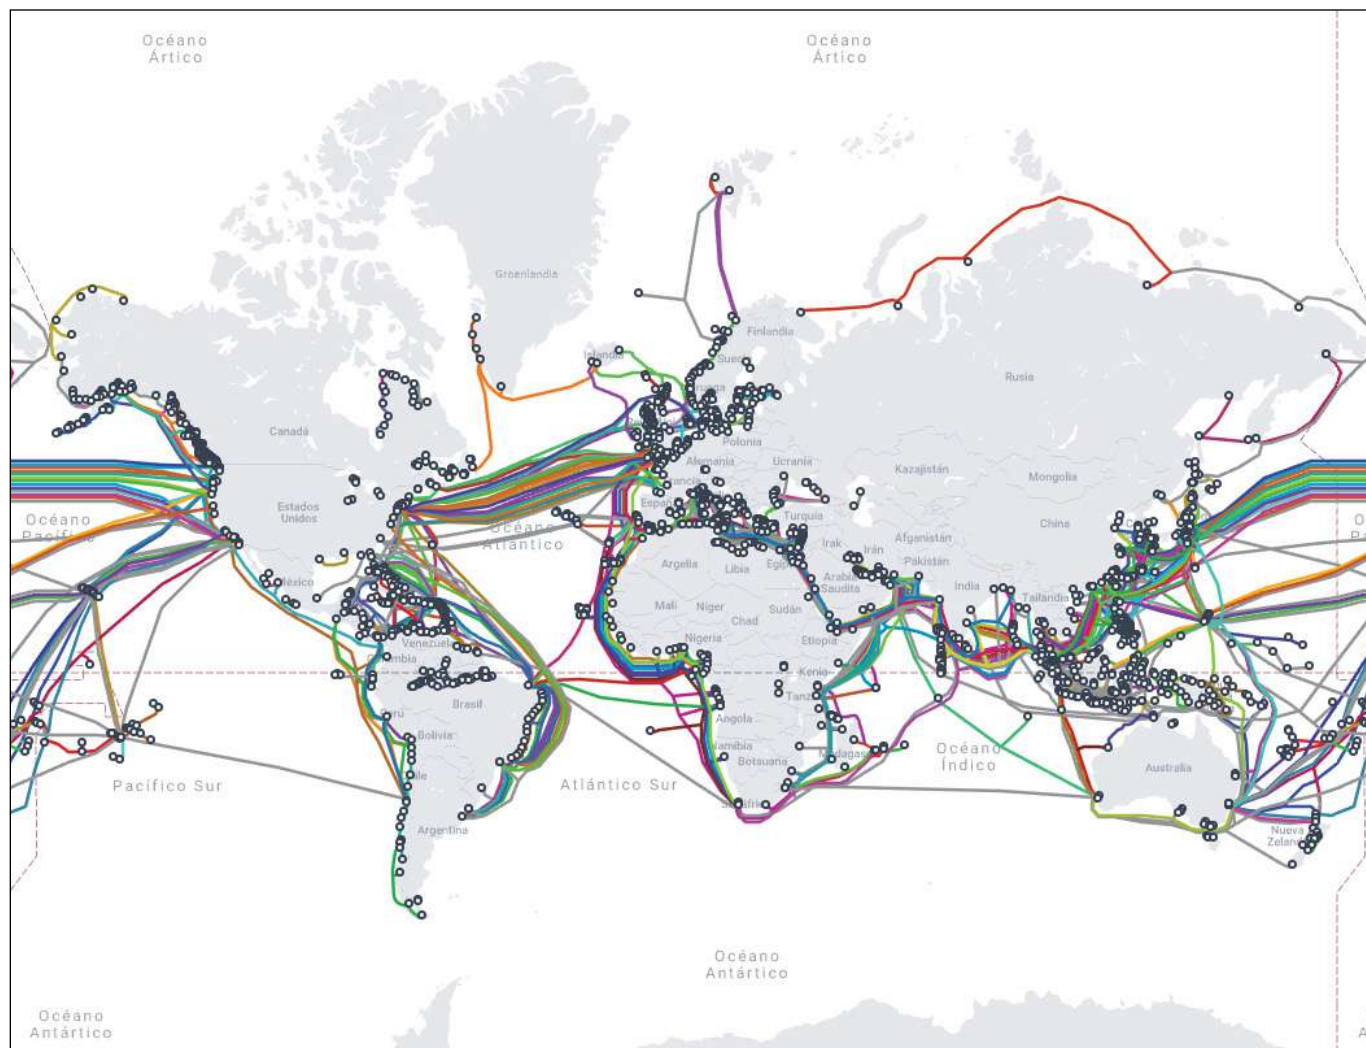 Océano
Ártico
Océano
Ártico
Groenlandia
Islandia
Finlandia
Rusia
Canadá
Polonia
Alemania
Ucrania
Kazajistán
Mongolia
Estados
Unidos
Océano
Atlántico
Turquía
China
Océano
Irak
Irán
Afganistán
Pakistán
Argelia
Libia
Arabia
Saudita
India
Tailandia
México
Malí
Níger
Chad
Sudán
Nigeria
Etiopía
Venezuela
Kenia
Brasil
Perú
Angola
Bolivia
Namibia
Botsuana
Océano
Índico
Australia
Pacífico Sur
Atlántico Sur
Argentina
Nueva
Océano
Antártico
Océano
Antártico